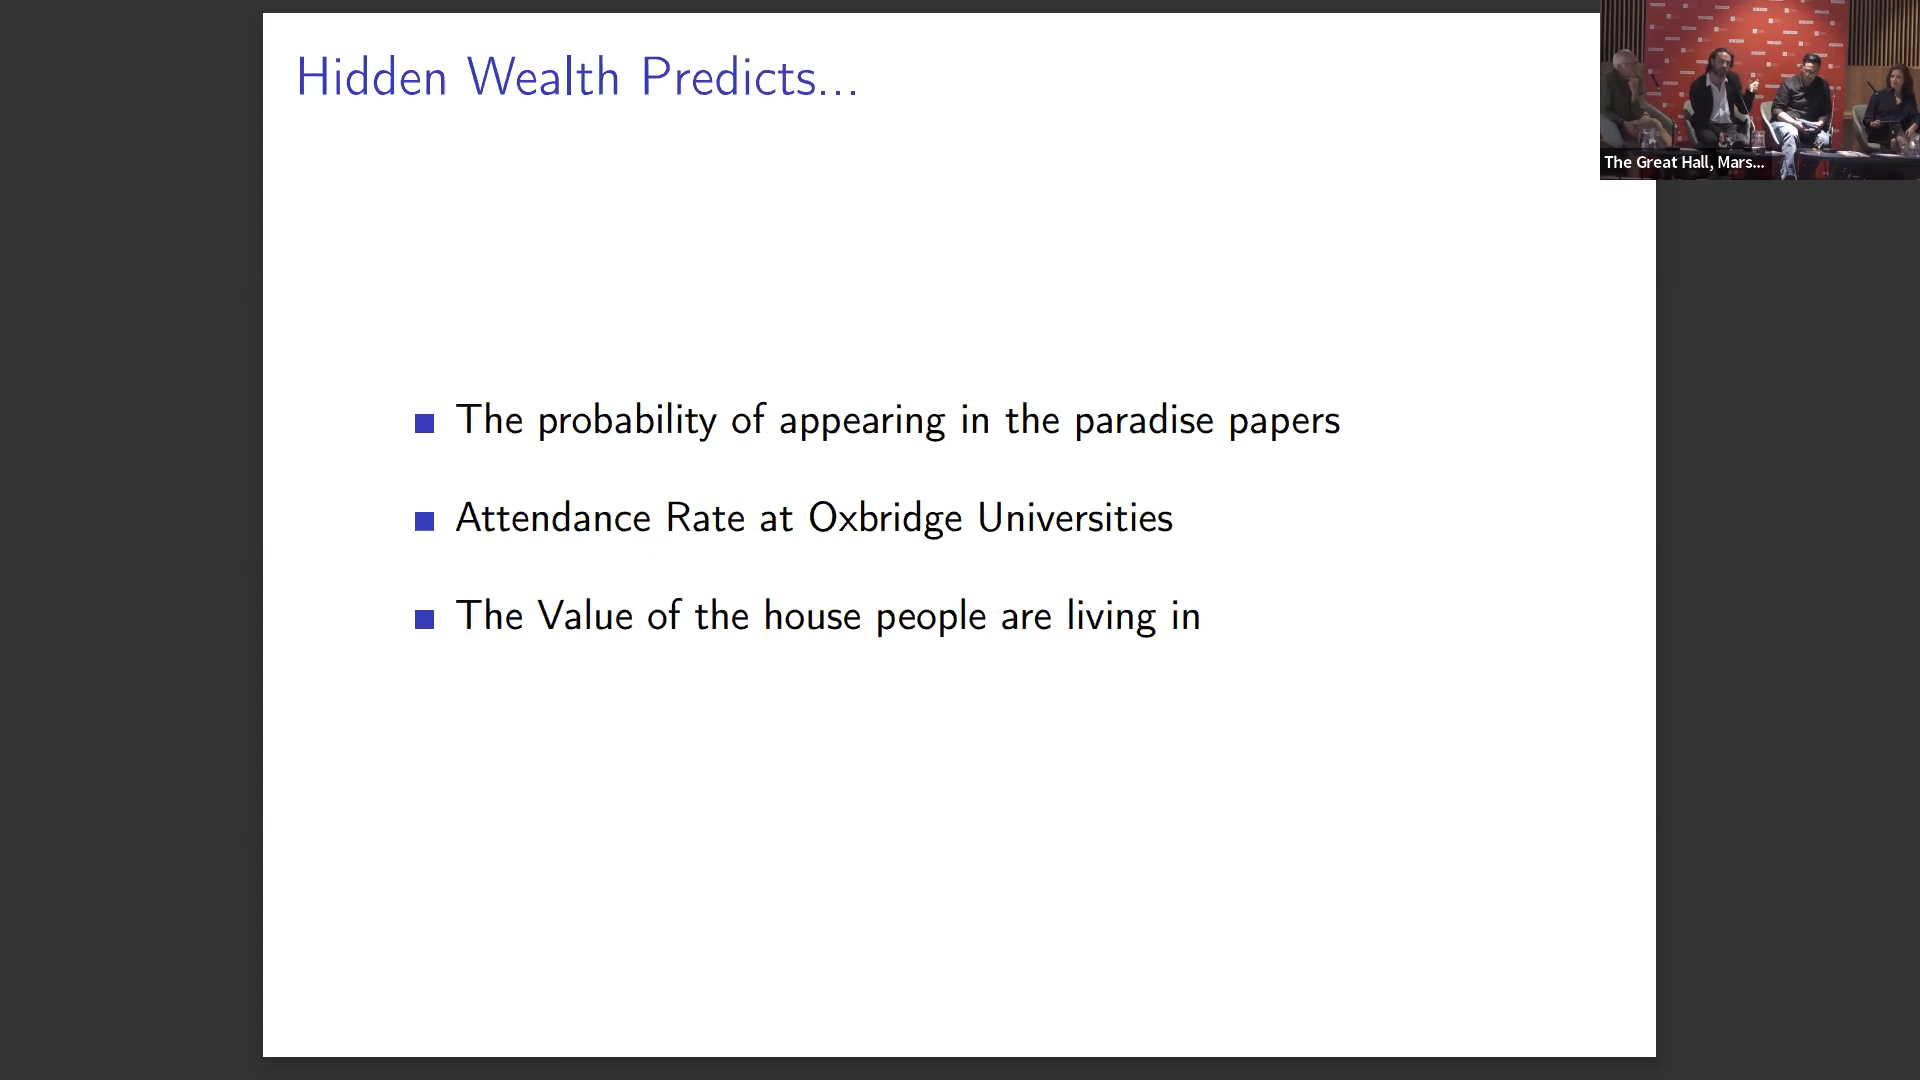 Hidden Wealth Predicts...
The Great Hall, Mars...
The probability of appearing in the paradise papers
Attendance Rate at Oxbridge Universities
The Value of the house people are living in